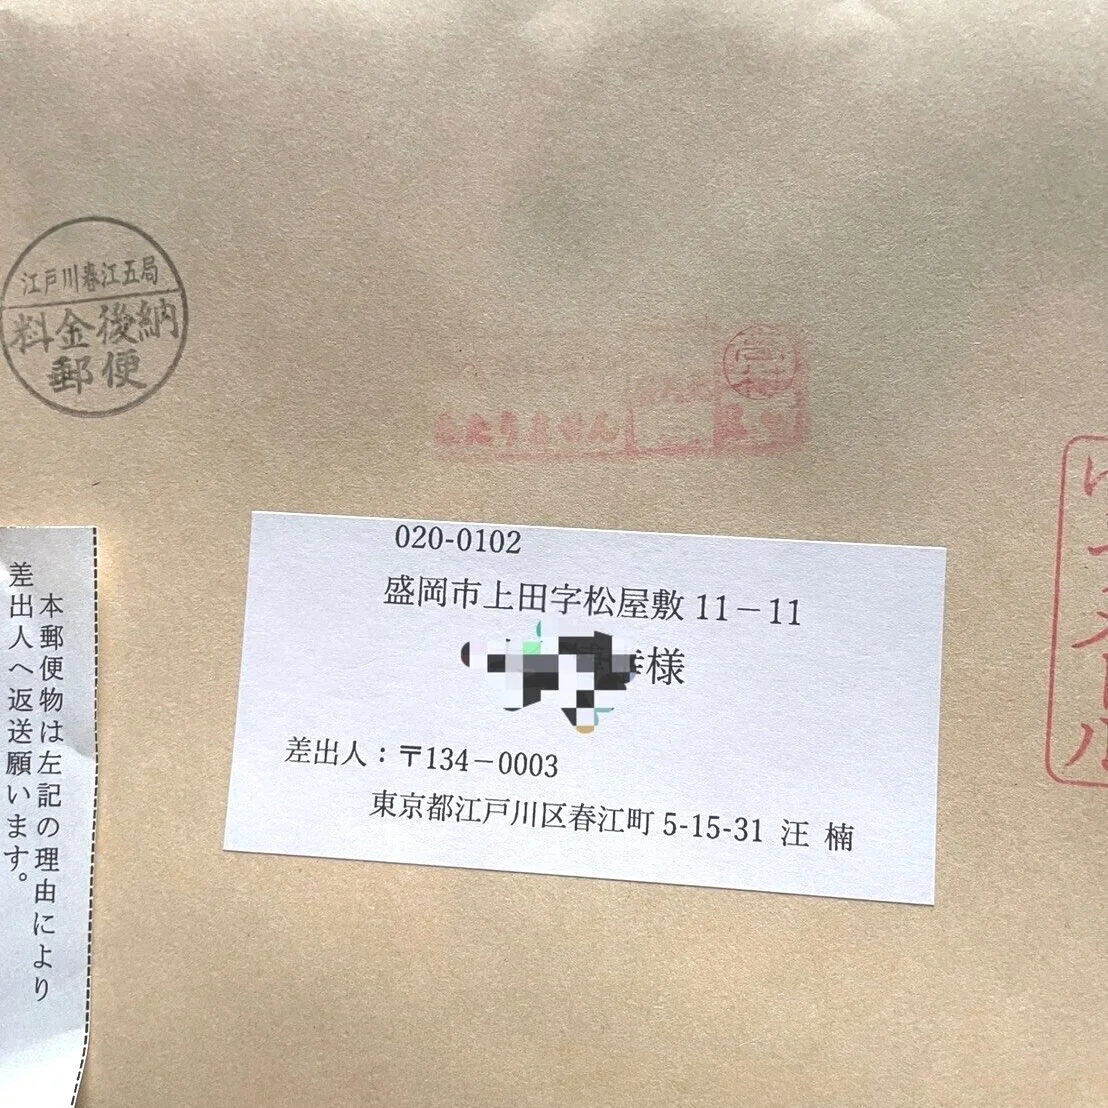 江戸川春江五局
料金後納
郵便
020-0102
盛岡市上田字松屋敷 11－11
様
差出人：〒134－0003
東京都江戸川区春江町 5-15-31 汪 楠
本郵便物は左記の理由により
差出人へ返送願います。